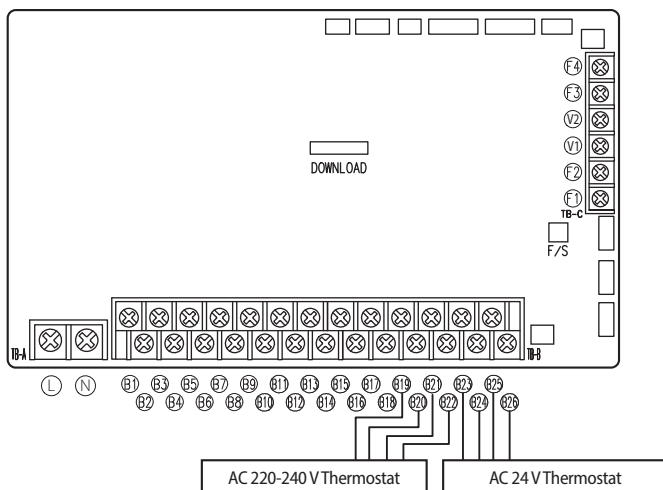 F4
F3
V2
V1
F2
F1
TB-C
DOWNLOAD
F/S
TB-A
TB-B
L N B1 B3 B5 B7 B9 B11 B13 B15 B17 B19 B21 B23 B25
B2 B4 B6 B8 B10 B12 B14 B16 B18 B20 B22 B24 B26
AC 220-240 V Thermostat AC 24 V Thermostat